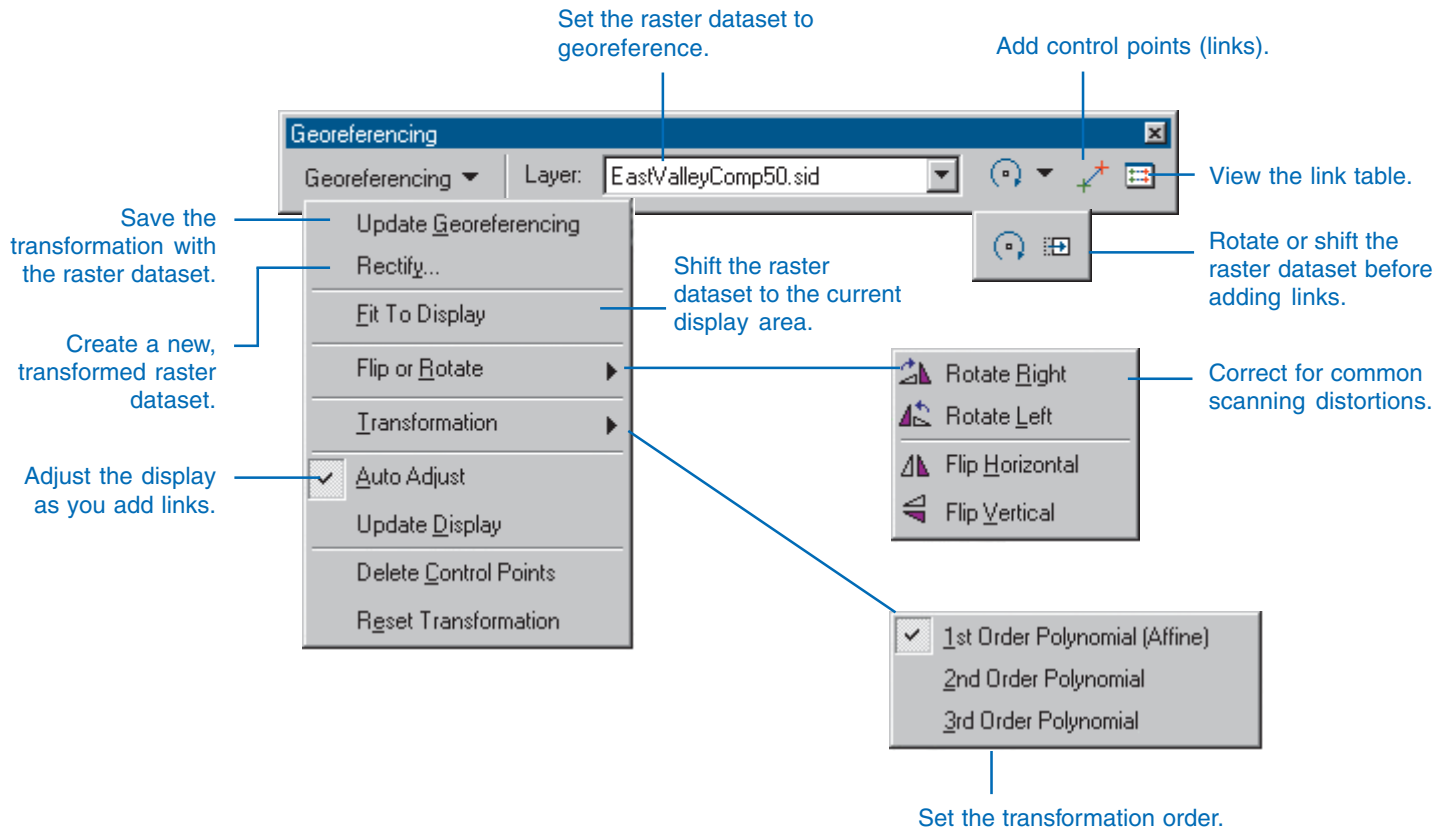 Set the raster dataset to
georeference.
Add control points (links).
Georeferencing
Georeferencing
Layer:
EastValleyComp50.sid
View the link table.
Save the
transformation with
the raster dataset.
Update Georeferencing
Rectify...
Fit To Display
Flip or Rotate
Transformation
Auto Adjust
Update Display
Delete Control Points
Reset Transformation
Create a new,
transformed raster
dataset.
Adjust the display
as you add links.
Shift the raster
dataset to the current
display area.
Rotate or shift the
raster dataset before
adding links.
Rotate Right
Rotate Left
Flip Horizontal
Flip Vertical
Correct for common
scanning distortions.
1st Order Polynomial (Affine)
2nd Order Polynomial
3rd Order Polynomial
Set the transformation order.